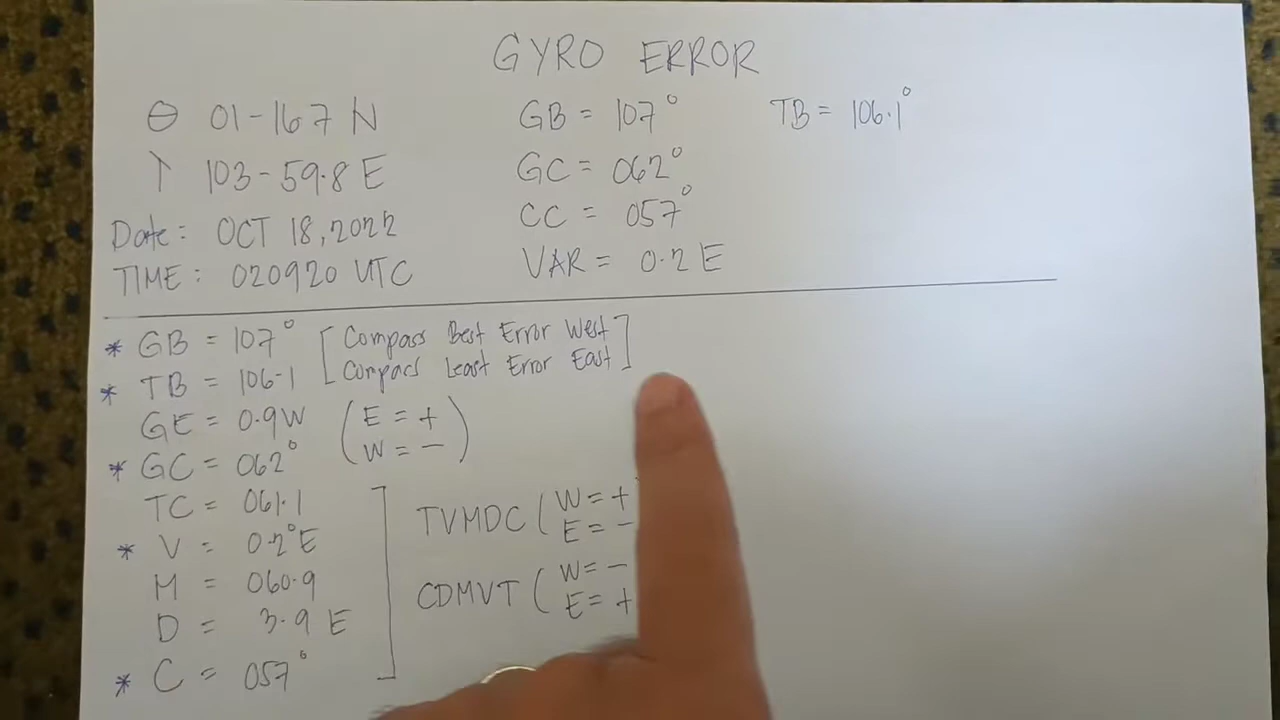 GYRO ERROR
θ 01-16.7 N
λ 103-59.8 E
Date: OCT 18, 2022
TIME: 020920 UTC
GB = 107°
GC = 062°
CC = 057°
VAR = 0.2 E
TB = 106.1°
* GB = 107° [Compass Best Error West]
* TB = 106.1 [Compass Least Error East]
GE = 0.9W (E = +
W = -)
* GC = 062°
TC = 061.1
* V = 0.2°E
M = 060.9
D = 3.9 E
* C = 057°
TVMDC (W = +
E = -
CDMVT (W = -
E = +